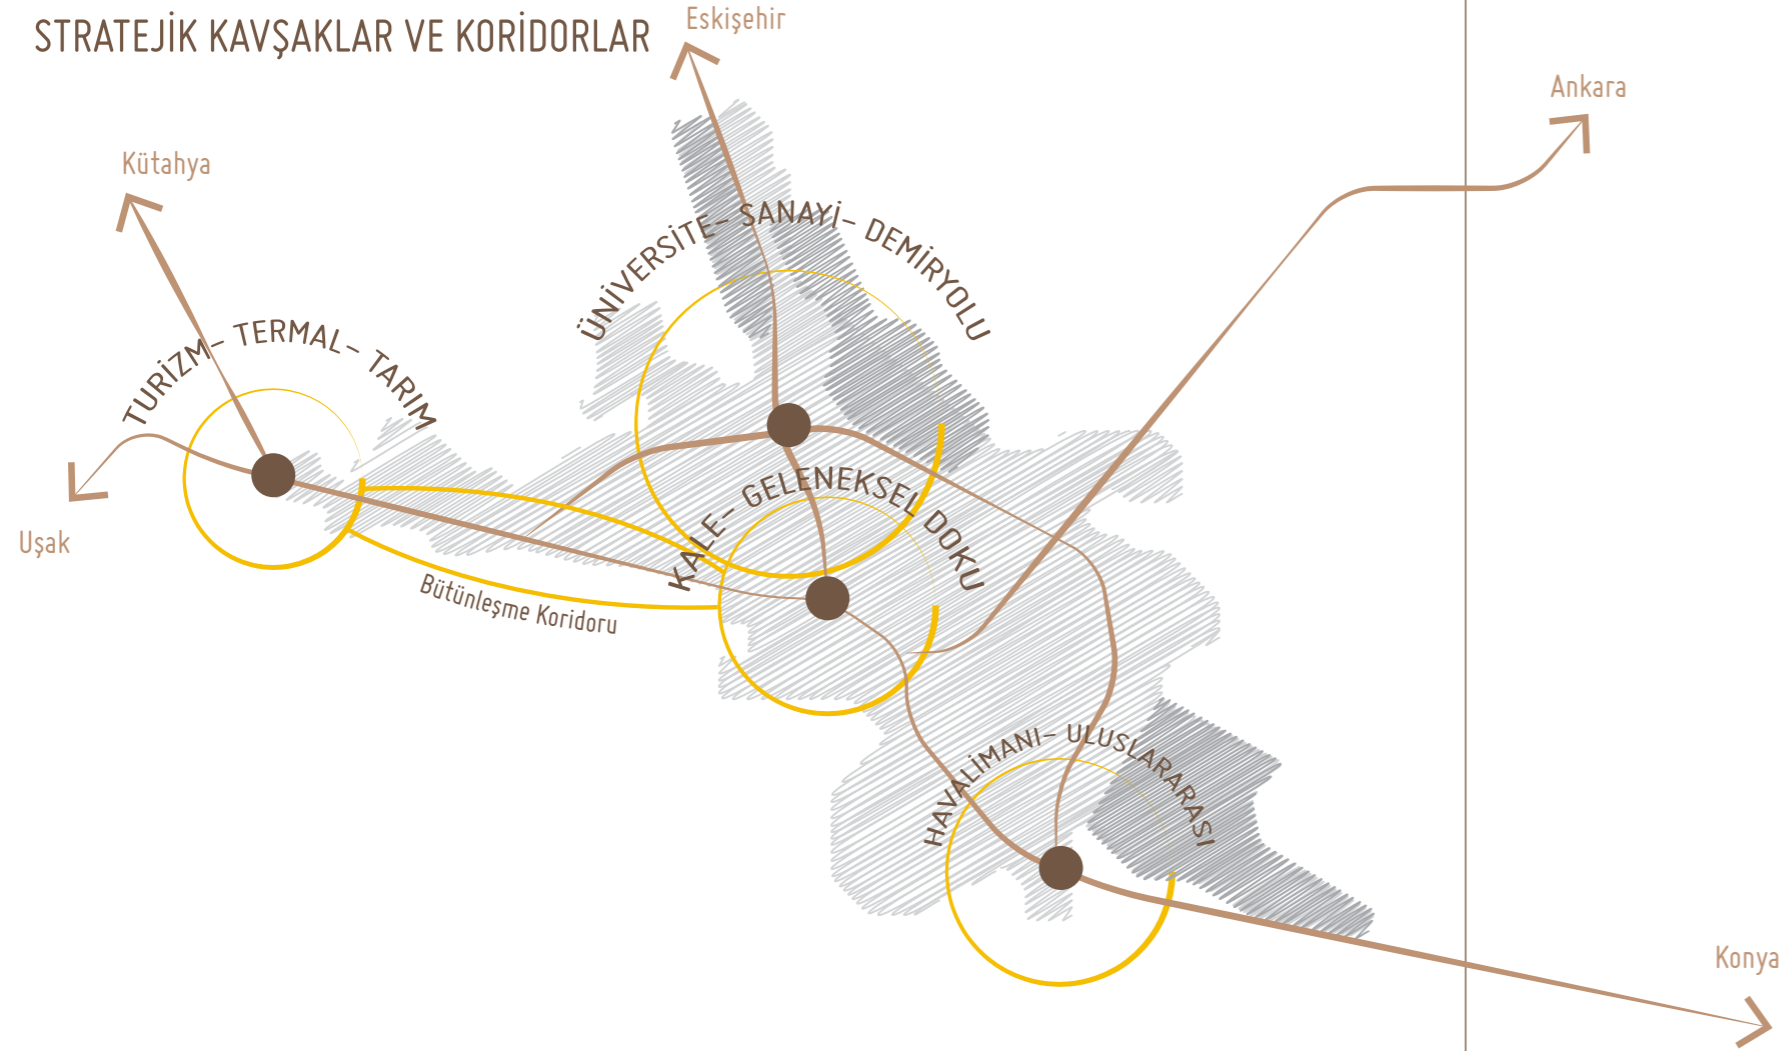 STRATEJİK KAVŞAKLAR VE KORİDORLAR
Eskişehir
Ankara
Kütahya
ÜNİVERSİTE- SANAYİ- DEMİRYOLU
TURİZM- TERMAL- TARIM
KALE- GELENEKSEL DOKU
Uşak
Bütünleşme Koridoru
HAVALİMANI- ULUSLARARASI
Konya